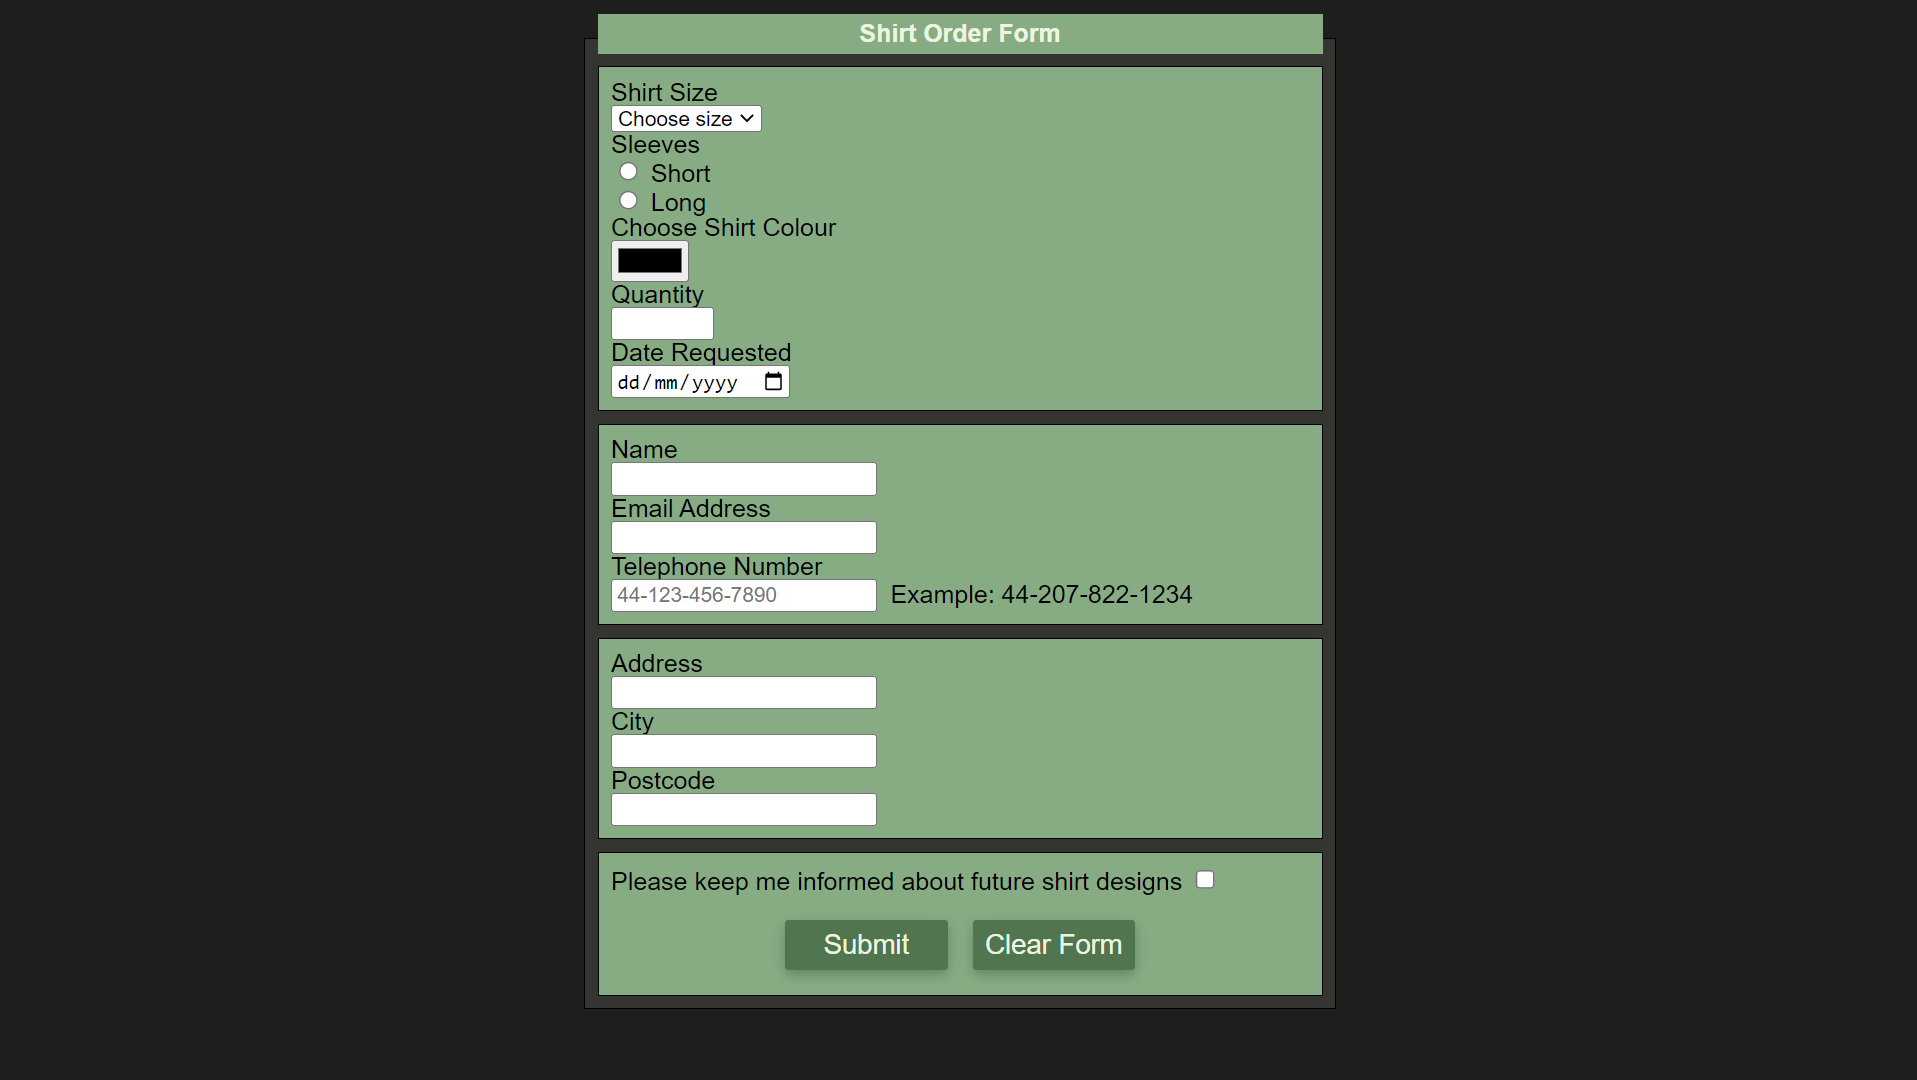 Shirt Order Form
Shirt Size
Choose size
Sleeves
Short
Long
Choose Shirt Colour
Quantity
Date Requested
dd/mm/yyyy
Name
Email Address
Telephone Number
44-123-456-7890 Example: 44-207-822-1234
Address
City
Postcode
Please keep me informed about future shirt designs
Submit Clear Form